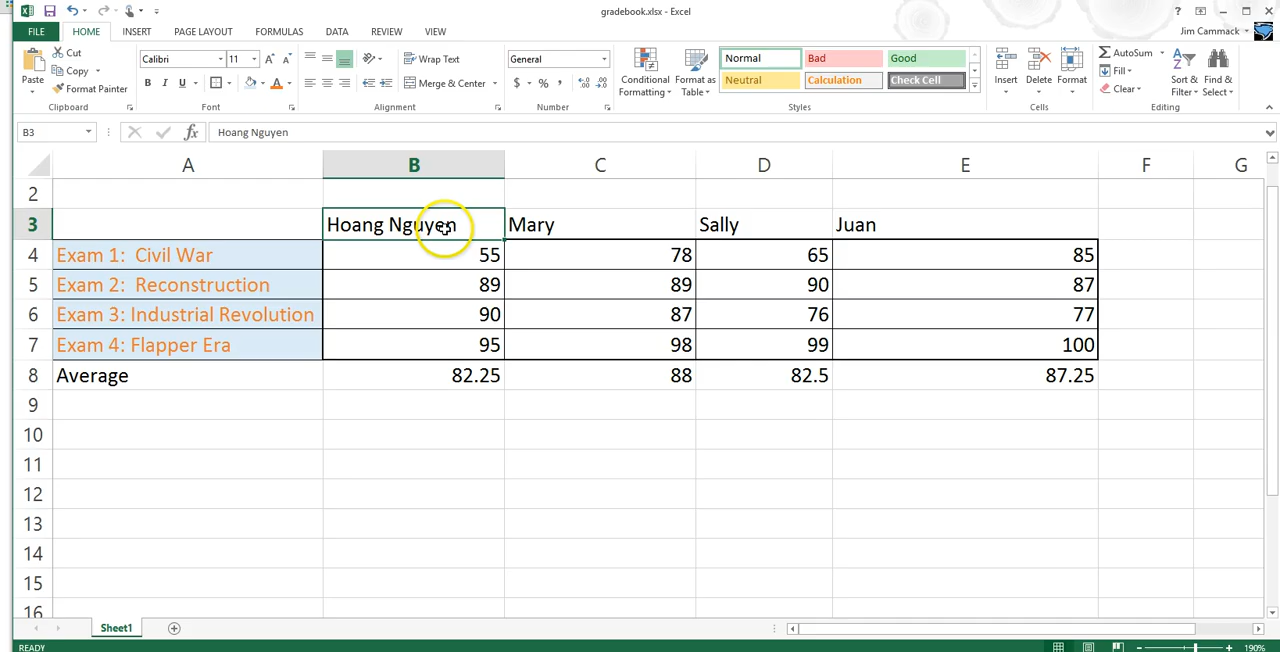 gradebook.xlsx - Excel
?
FILE HOME INSERT PAGE LAYOUT FORMULAS DATA REVIEW VIEW
Jim Cammack
Paste
Cut
Copy
Format Painter
Clipboard
Calibri 11 A A
B I U A
Font
Wrap Text
Merge & Center
Alignment
General
$ % ,
Number
Conditional Formatting
Format as Table
Normal Bad Good
Neutral Calculation Check Cell
Styles
Insert Delete Format
Cells
AutoSum
Fill
Clear
Sort & Filter
Find & Select
Editing
B3 fx Hoang Nguyen
A B C D E F G
2
3 Hoang Nguyen Mary Sally Juan
4 Exam 1: Civil War 55 78 65 85
5 Exam 2: Reconstruction 89 89 90 87
6 Exam 3: Industrial Revolution 90 87 76 77
7 Exam 4: Flapper Era 95 98 99 100
8 Average 82.25 88 82.5 87.25
9
10
11
12
13
14
15
16
Sheet1
READY
190%